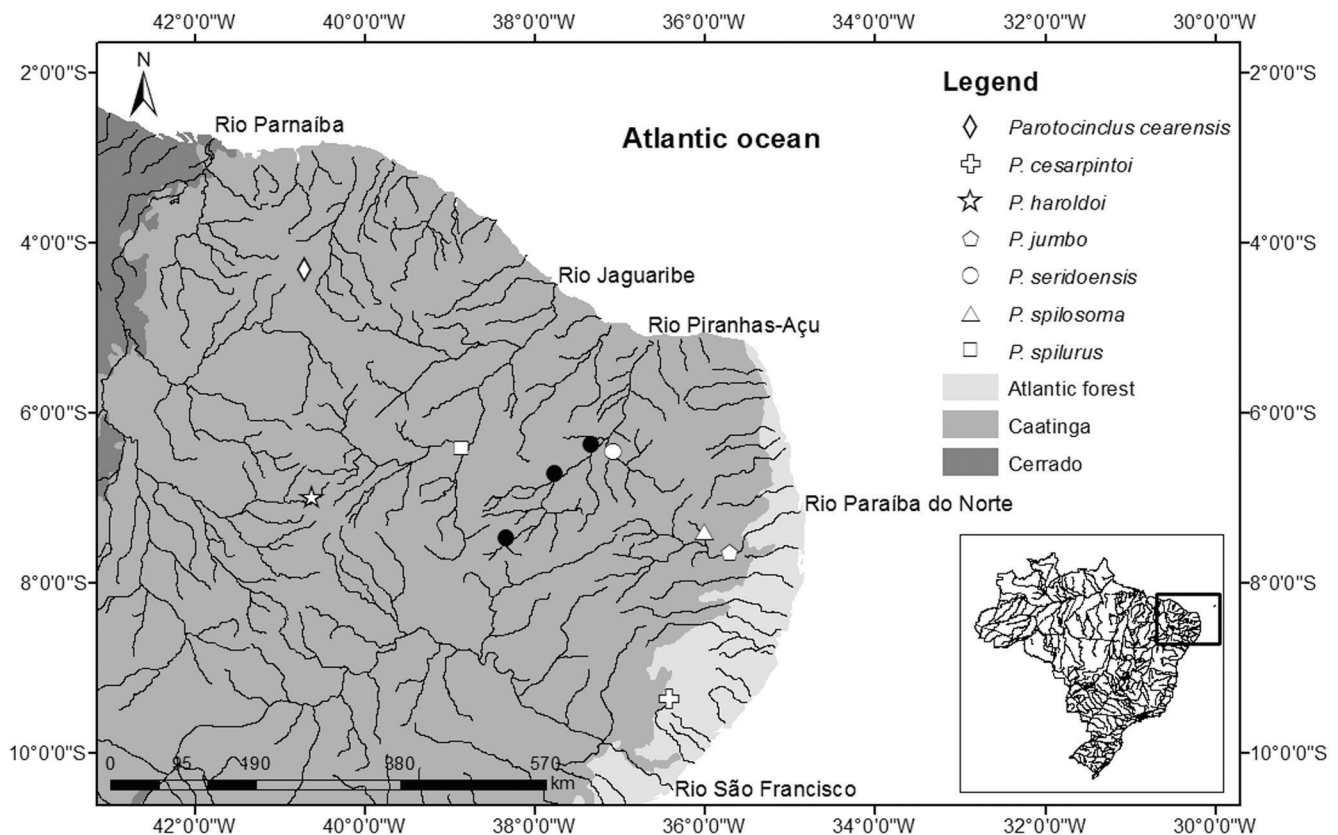 42°0'0"W 40°0'0"W 38°0'0"W 36°0'0"W 34°0'0"W 32°0'0"W 30°0'0"W
N
2°0'0"S
2°0'0"S
Legend
Rio Parnaíba
Atlantic ocean
Parotocinclus cearensis
P. cesarpintoi
P. haroldoi
P. jumbo
4°0'0"S
4°0'0"S
Rio Jaguaribe
P. seridoensis
Rio Piranhas-Açu
P. spilosoma
P. spilurus
Atlantic forest
6°0'0"S
6°0'0"S
Caatinga
Cerrado
Rio Paraíba do Norte
8°0'0"S
8°0'0"S
10°0'0"S
10°0'0"S
0 95 490 380 570
km
Rio São Francisco
42°0'0"W 40°0'0"W 38°0'0"W 36°0'0"W 34°0'0"W 32°0'0"W 30°0'0"W